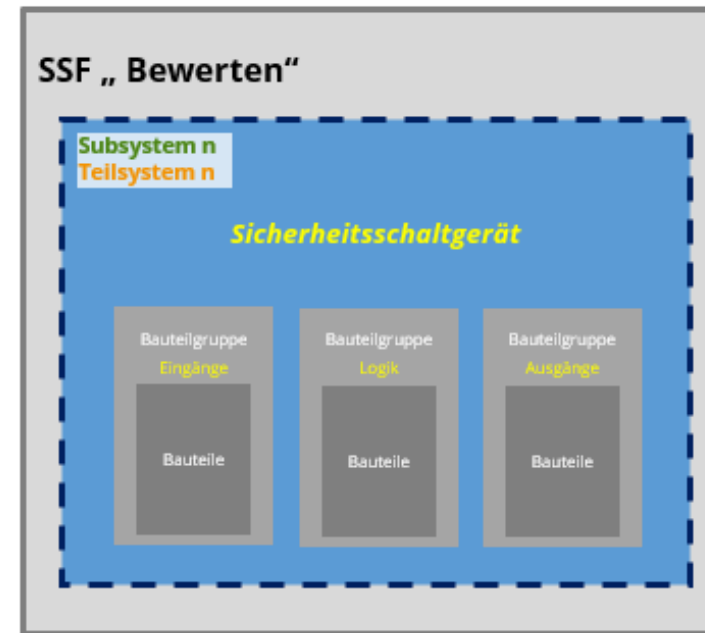 SSF „ Bewerten“
Subsystem n
Teilsystem n
Sicherheitsschaltgerät
Bauteilgruppe
Eingänge
Bauteile
Bauteilgruppe
Logik
Bauteile
Bauteilgruppe
Ausgänge
Bauteile